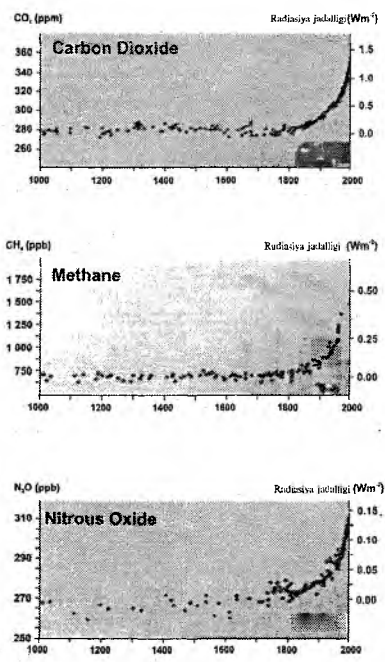 CO₂ (ppm) Radiasiya jadalligi (Wm⁻²)
Carbon Dioxide
360
340
320
300
280
260
1.5
1.0
0.5
0.0
1000 1200 1400 1600 1800 2000
CH₄ (ppb) Radiasiya jadalligi (Wm⁻²)
Methane
1 750
1 500
1 250
1 000
750
0.50
0.25
0.00
1000 1200 1400 1600 1800 2000
N₂O (ppb) Radiasiya jadalligi (Wm⁻²)
Nitrous Oxide
310
290
270
250
0.15
0.10
0.05
0.00
1000 1200 1400 1600 1800 2000